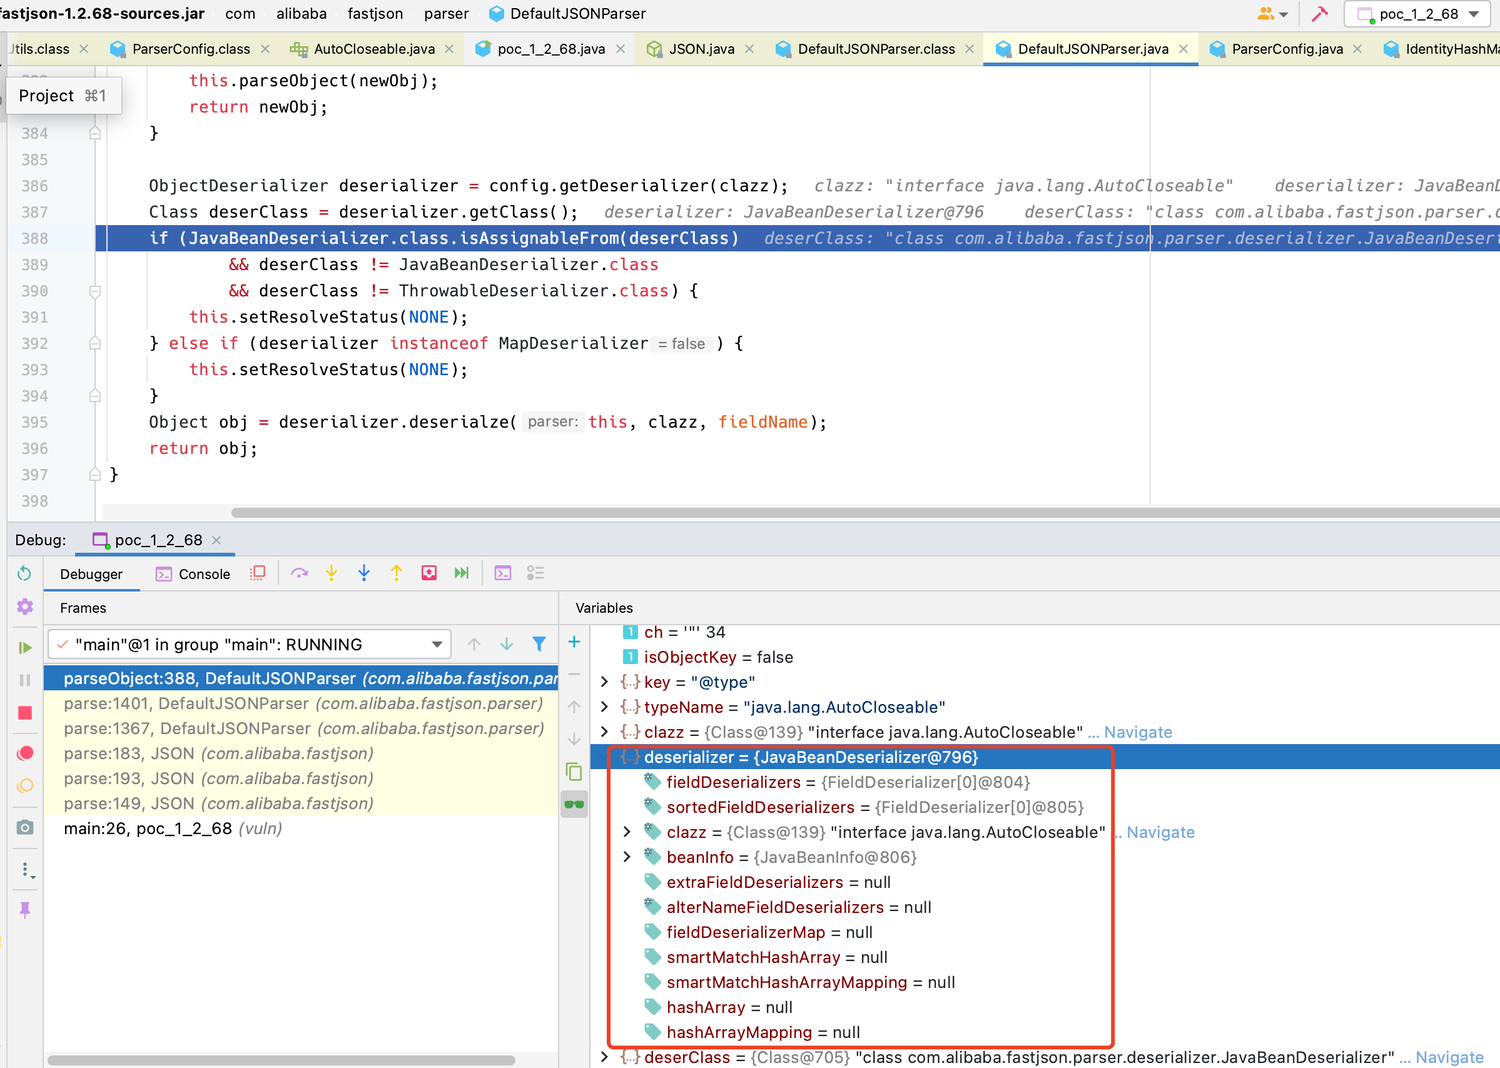 fastjson-1.2.68-sources.jar com alibaba fastjson parser DefaultJSONParser poc_1_2_68
Utils.class ParserConfig.class AutoCloseable.java poc_1_2_68.java JSON.java DefaultJSONParser.class DefaultJSONParser.java ParserConfig.java IdentityHashMa
this.parseObject(newObj);
Project ⌘1
return newObj;
384 }
385
386 ObjectDeserializer deserializer = config.getDeserializer(clazz); clazz: "interface java.lang.AutoCloseable" deserializer: JavaBeanD
387 Class deserClass = deserializer.getClass(); deserializer: JavaBeanDeserializer@796 deserClass: "class com.alibaba.fastjson.parser.d
388 if (JavaBeanDeserializer.class.isAssignableFrom(deserClass) deserClass: "class com.alibaba.fastjson.parser.deserializer.JavaBeanDeseri
389 && deserClass != JavaBeanDeserializer.class
390 && deserClass != ThrowableDeserializer.class) {
391 this.setResolveStatus(NONE);
392 } else if (deserializer instanceof MapDeserializer = false ) {
393 this.setResolveStatus(NONE);
394 }
395 Object obj = deserializer.deserialze( parser: this, clazz, fieldName);
396 return obj;
397 }
398
Debug: poc_1_2_68
Debugger Console
Frames
Variables
"main"@1 in group "main": RUNNING
parseObject:388, DefaultJSONParser (com.alibaba.fastjson.par
parse:1401, DefaultJSONParser (com.alibaba.fastjson.parser)
parse:1367, DefaultJSONParser (com.alibaba.fastjson.parser)
parse:183, JSON (com.alibaba.fastjson)
parse:193, JSON (com.alibaba.fastjson)
parse:149, JSON (com.alibaba.fastjson)
main:26, poc_1_2_68 (vuln)
ch = '"' 34
isObjectKey = false
key = "@type"
typeName = "java.lang.AutoCloseable"
clazz = {Class@139} "interface java.lang.AutoCloseable" ... Navigate
deserializer = {JavaBeanDeserializer@796}
fieldDeserializers = {FieldDeserializer[0]@804}
sortedFieldDeserializers = {FieldDeserializer[0]@805}
clazz = {Class@139} "interface java.lang.AutoCloseable" ... Navigate
beanInfo = {JavaBeanInfo@806}
extraFieldDeserializers = null
alterNameFieldDeserializers = null
fieldDeserializerMap = null
smartMatchHashArray = null
smartMatchHashArrayMapping = null
hashArray = null
hashArrayMapping = null
deserClass = {Class@705} "class com.alibaba.fastjson.parser.deserializer.JavaBeanDeserializer" ... Navigate